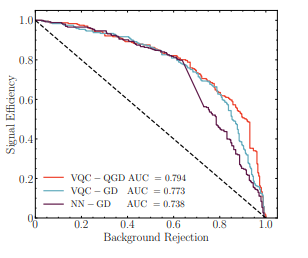 1.0
0.8
0.6
0.4
0.2
0
Signal Efficiency
VQC − QGD AUC = 0.794
VQC − GD AUC = 0.773
NN − GD AUC = 0.738
0 0.2 0.4 0.6 0.8 1.0
Background Rejection